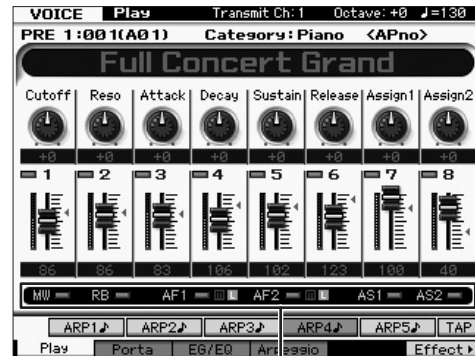 VOICE Play Transmit Ch:1 Octave:+0 ♩=130
PRE 1:001(A01) Category:Piano <APno>
Full Concert Grand
Cutoff Reso Attack Decay Sustain Release Assign1 Assign2
+0 +0 +0 +0 +0 +0 +0 +0
1 2 3 4 5 6 7 8
86 86 83 106 102 123 100 40
MW RB AF1 m L AF2 m L AS1 AS2
ARP1♪ ARP2♪ ARP3♪ ARP4♪ ARP5♪ TAP
Play Porta EG/EQ Arpeggio Effect